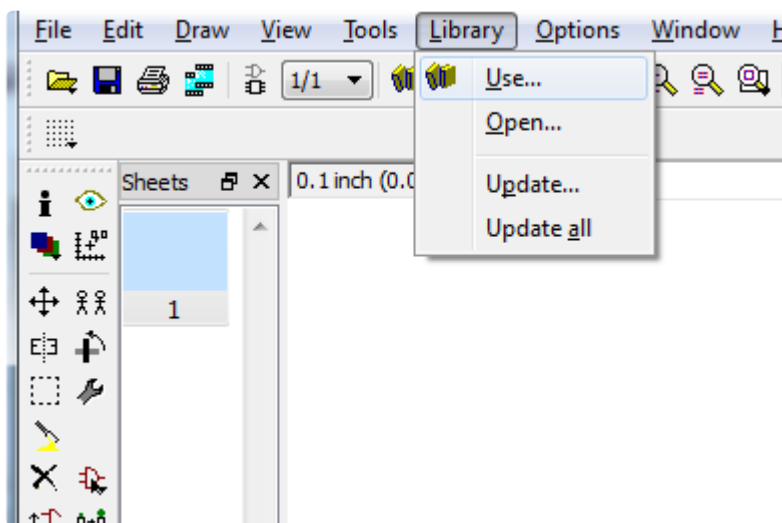 File Edit Draw View Tools Library Options Window
1/1
Use...
Open...
Sheets 0.1 inch (0.0
Update...
Update all
1